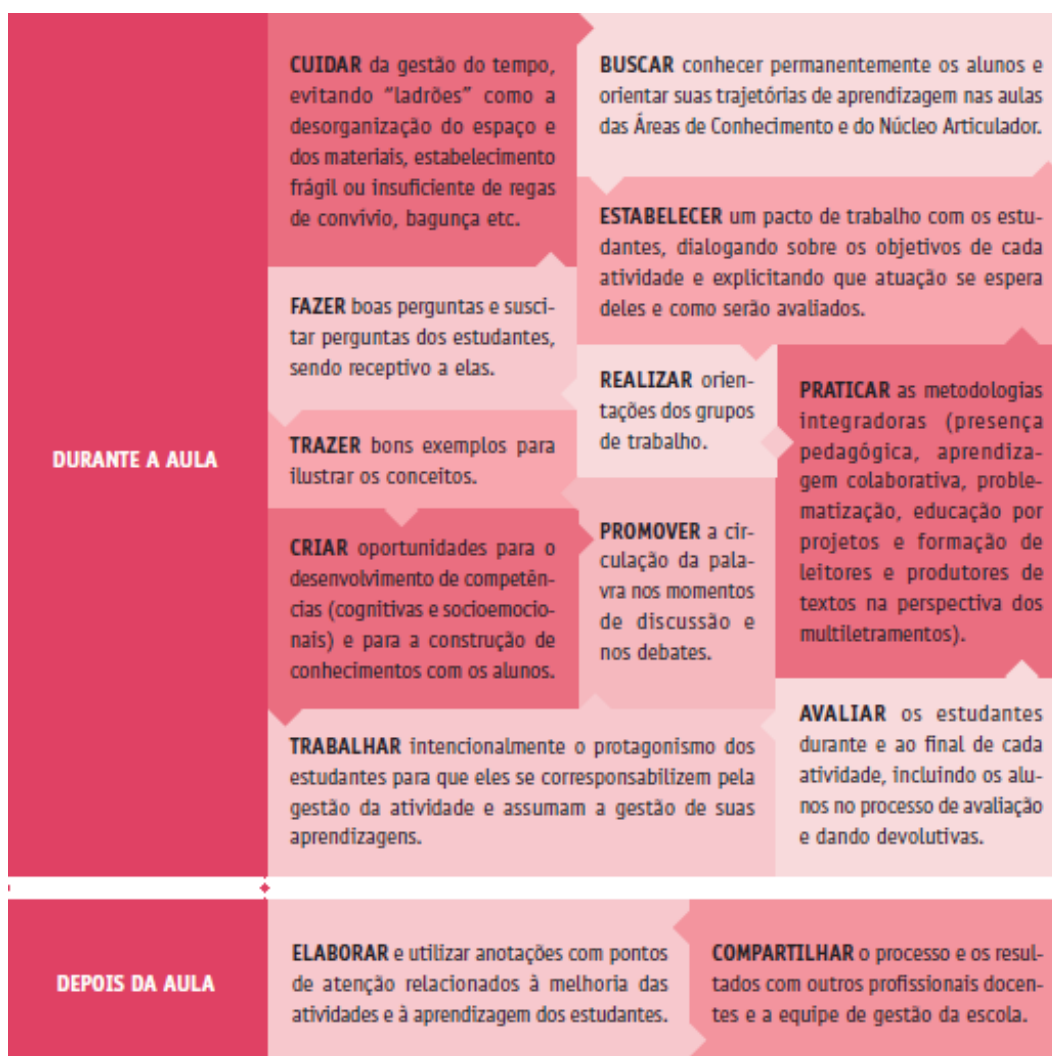 DURANTE A AULA
CUIDAR da gestão do tempo,
evitando “ladrões” como a
desorganização do espaço e
dos materiais, estabelecimento
frágil ou insuficiente de regas
de convívio, bagunça etc.
BUSCAR conhecer permanentemente os alunos e
orientar suas trajetórias de aprendizagem nas aulas
das Áreas de Conhecimento e do Núcleo Articulador.
ESTABELECER um pacto de trabalho com os estu-
dantes, dialogando sobre os objetivos de cada
atividade e explicitando que atuação se espera
deles e como serão avaliados.
FAZER boas perguntas e susci-
tar perguntas dos estudantes,
sendo receptivo a elas.
REALIZAR orien-
tações dos grupos
de trabalho.
PRATICAR as metodologias
integradoras (presença
pedagógica, aprendiza-
gem colaborativa, proble-
matização, educação por
projetos e formação de
leitores e produtores de
textos na perspectiva dos
multiletramentos).
TRAZER bons exemplos para
ilustrar os conceitos.
CRIAR oportunidades para o
desenvolvimento de competên-
cias (cognitivas e socioemocio-
nais) e para a construção de
conhecimentos com os alunos.
PROMOVER a cir-
culação da pala-
vra nos momentos
de discussão e
nos debates.
TRABALHAR intencionalmente o protagonismo dos
estudantes para que eles se corresponsabilizem pela
gestão da atividade e assumam a gestão de suas
aprendizagens.
AVALIAR os estudantes
durante e ao final de cada
atividade, incluindo os alu-
nos no processo de avaliação
e dando devolutivas.
DEPOIS DA AULA
ELABORAR e utilizar anotações com pontos
de atenção relacionados à melhoria das
atividades e à aprendizagem dos estudantes.
COMPARTILHAR o processo e os resul-
tados com outros profissionais docen-
tes e a equipe de gestão da escola.